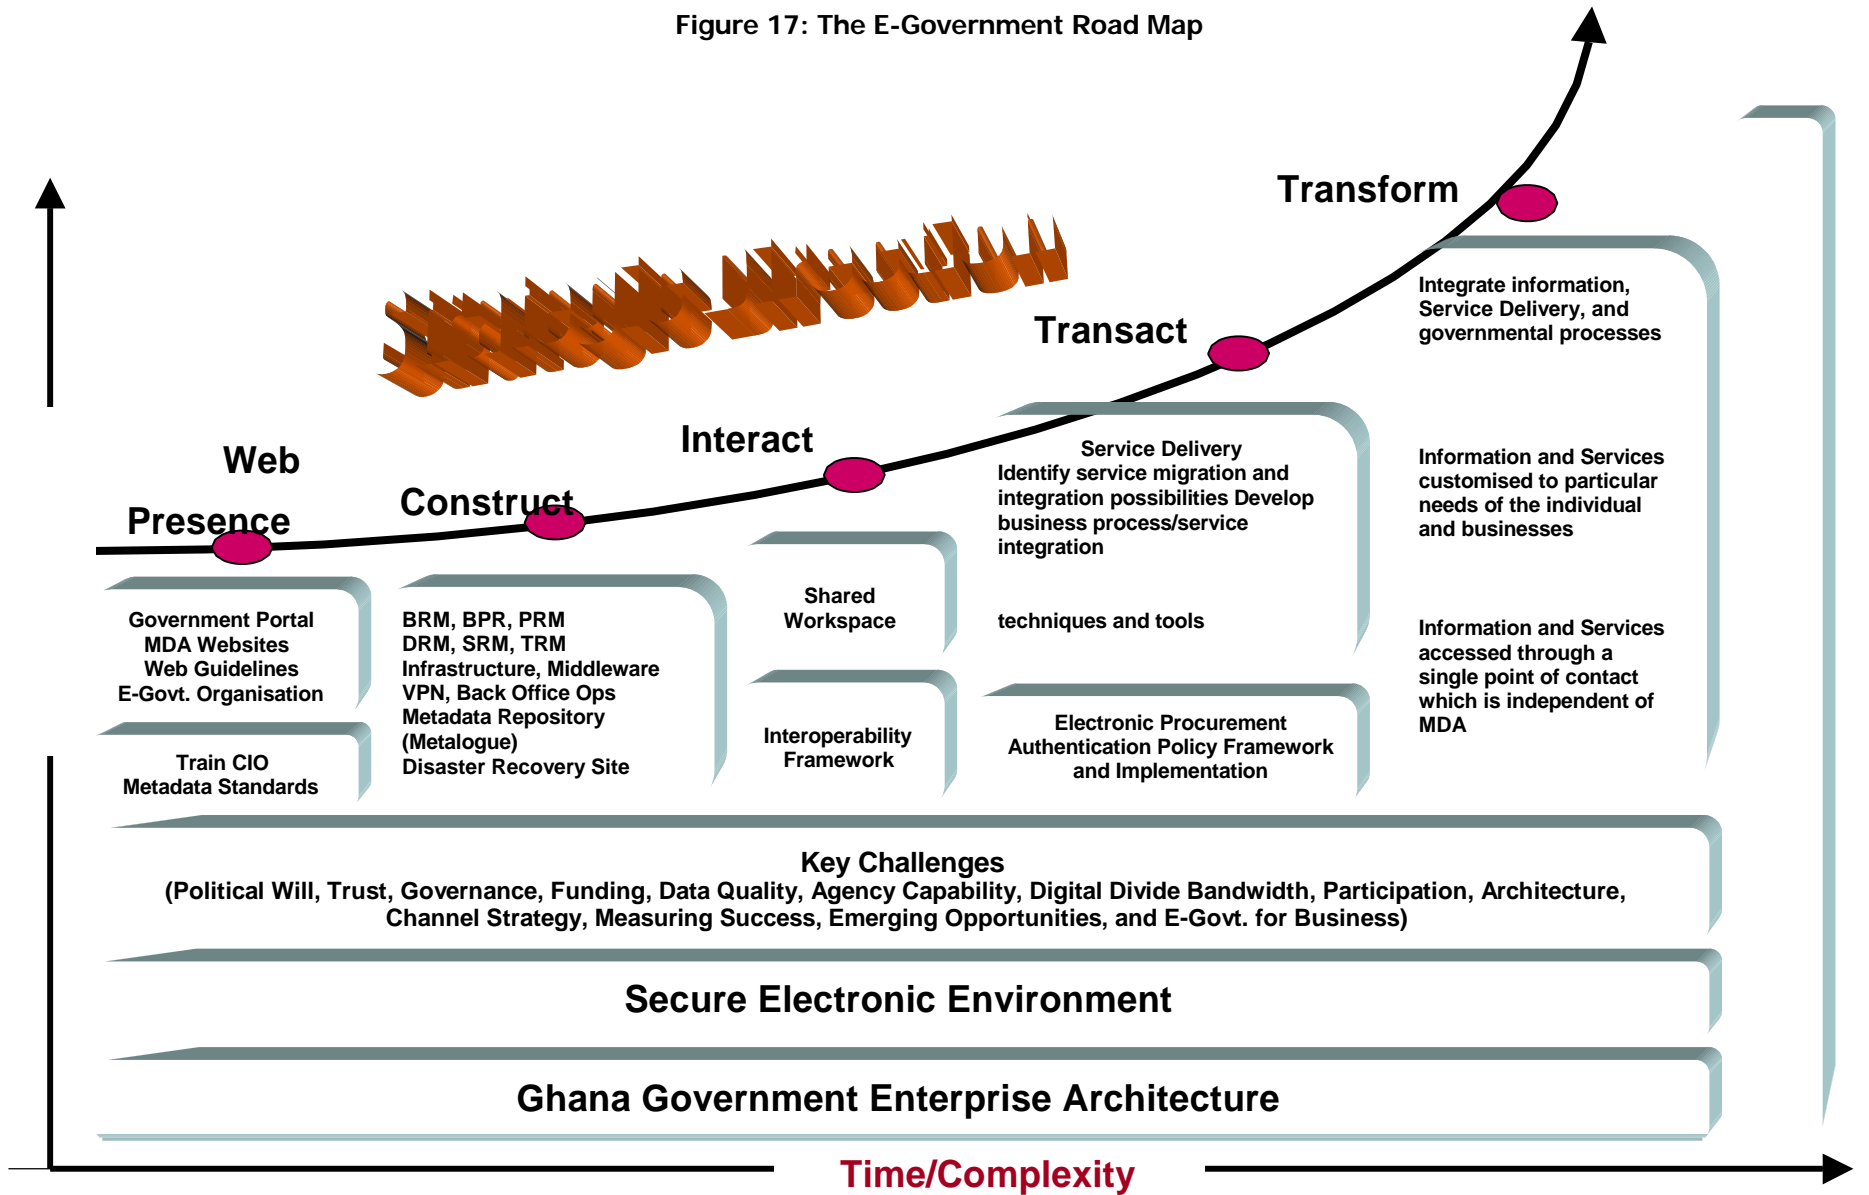 Figure 17: The E-Government Road Map
Transform
Transact
Interact
Web
Presence
Construct
Government Portal
MDA Websites
Web Guidelines
E-Govt. Organisation
Train CIO
Metadata Standards
BRM, BPR, PRM
DRM, SRM, TRM
Infrastructure, Middleware
VPN, Back Office Ops
Metadata Repository
(Metalogue)
Disaster Recovery Site
Shared
Workspace
Interoperability
Framework
Service Delivery
Identify service migration and
integration possibilities Develop
business process/service
integration
techniques and tools
Electronic Procurement
Authentication Policy Framework
and Implementation
Integrate information,
Service Delivery, and
governmental processes
Information and Services
customised to particular
needs of the individual
and businesses
Information and Services
accessed through a
single point of contact
which is independent of
MDA
Key Challenges
(Political Will, Trust, Governance, Funding, Data Quality, Agency Capability, Digital Divide Bandwidth, Participation, Architecture,
Channel Strategy, Measuring Success, Emerging Opportunities, and E-Govt. for Business)
Secure Electronic Environment
Ghana Government Enterprise Architecture
Time/Complexity